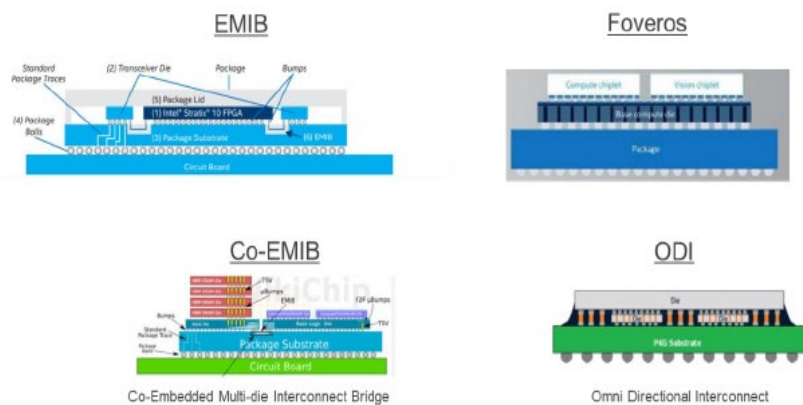 EMIB
Standard
Package Traces
(2) Transceiver Die
Package
Bumps
(5) Package Lid
(1) Intel® Stratix® 10 FPGA
(4) Package
Balls
(3) Package Substrate
(6) EMIB
Circuit Board
Foveros
Compute chiplet
Vision chiplet
Base compute die
Package
Co-EMIB
TSV
µBumps
EMIB
F2F µBumps
Bumps
TSV
Standard
Package Trace
Package Substrate
Package
Circuit Board
Co-Embedded Multi-die Interconnect Bridge
ODI
Die
Die
Die
PKG Substrate
Omni Directional Interconnect